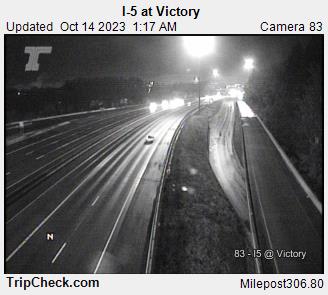 I-5 at Victory
Updated Oct 14 2023 1:17 AM Camera 83
T
N
83 - I5 @ Victory
TripCheck.com Milepost306.80